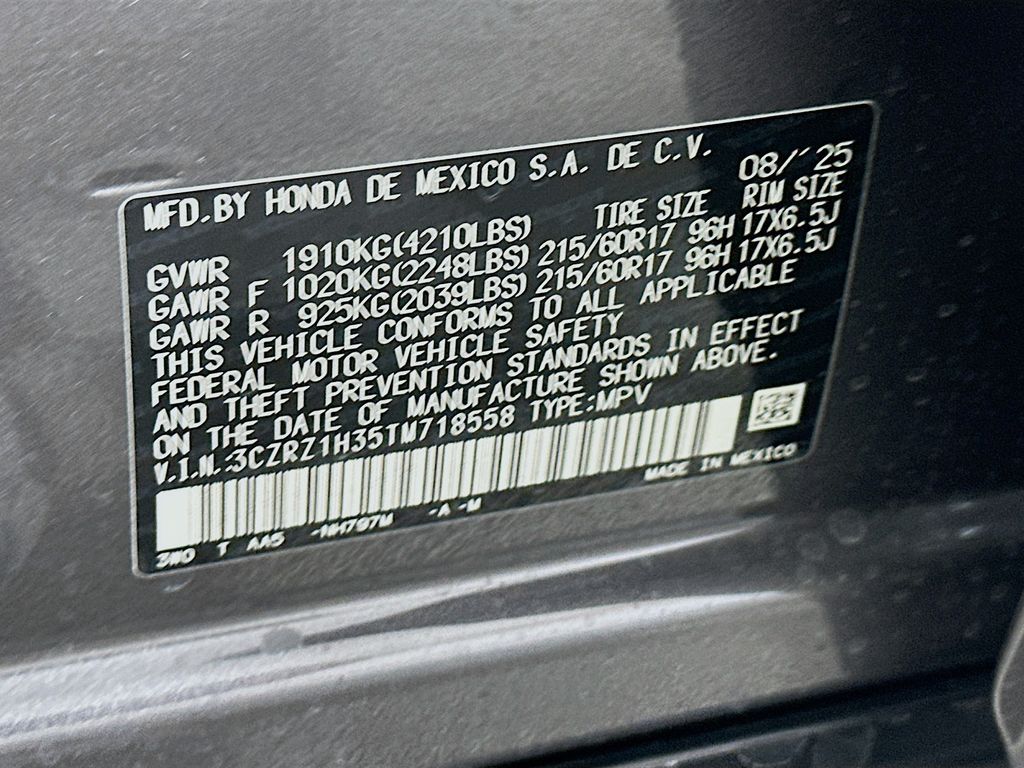 MFD.BY HONDA DE MEXICO S.A. DE C.V. 08/'25
TIRE SIZE RIM SIZE
GVWR 1910KG(4210LBS)
GAWR F 1020KG(2248LBS) 215/60R17 96H 17X6.5J
GAWR R 925KG(2039LBS) 215/60R17 96H 17X6.5J
THIS VEHICLE CONFORMS TO ALL APPLICABLE
FEDERAL MOTOR VEHICLE SAFETY
AND THEFT PREVENTION STANDARDS IN EFFECT
ON THE DATE OF MANUFACTURE SHOWN ABOVE.
V.I.N.:3CZRZ1H35TM718558 TYPE:MPV
MADE IN MEXICO
3W0 T AA5 -NH797M -A -M